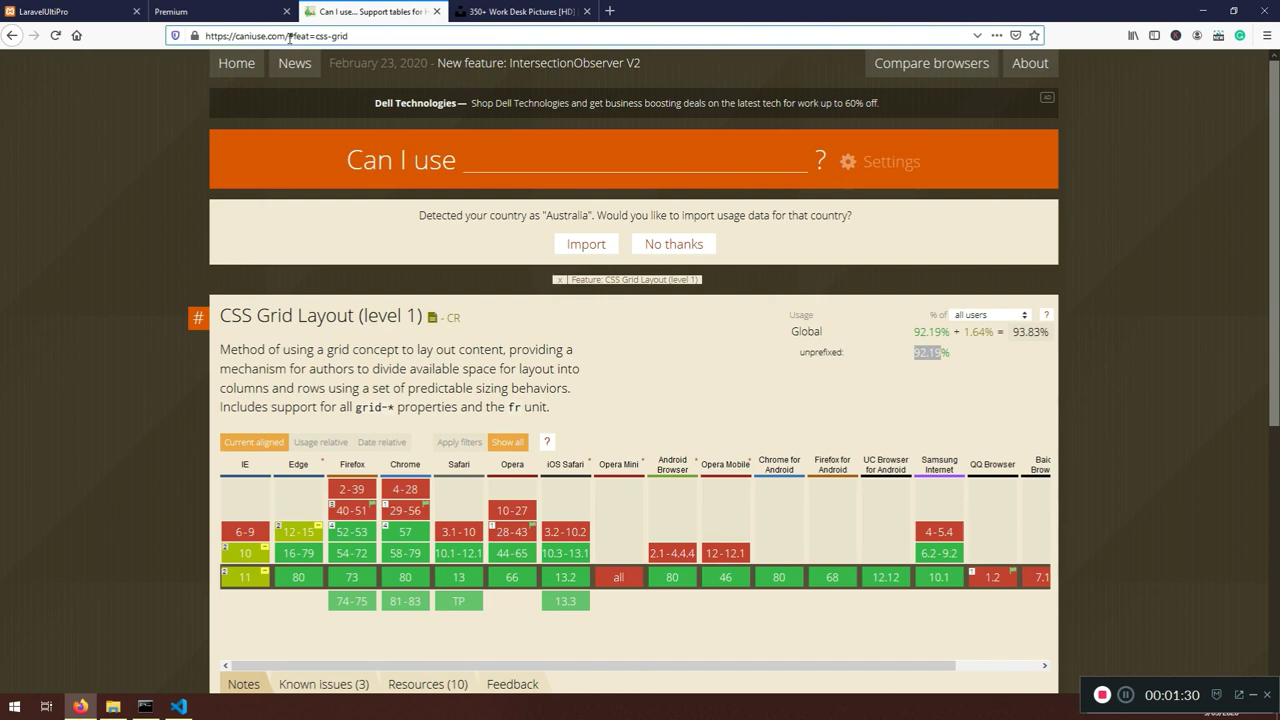 LaravelUltiPro
Premium
Can I use... Support tables for H
350+ Work Desk Pictures [HD] |
https://caniuse.com/#feat=css-grid
Home
News
February 23, 2020 - New feature: IntersectionObserver V2
Compare browsers
About
Dell Technologies — Shop Dell Technologies and get business boosting deals on the latest tech for work up to 60% off.
AD
Can I use ?
Settings
Detected your country as "Australia". Would you like to import usage data for that country?
Import
No thanks
x | Feature: CSS Grid Layout (level 1)
# CSS Grid Layout (level 1) - CR
Usage % of all users ?
Global 92.19% + 1.64% = 93.83%
unprefixed: 92.19%
Method of using a grid concept to lay out content, providing a
mechanism for authors to divide available space for layout into
columns and rows using a set of predictable sizing behaviors.
Includes support for all grid-* properties and the fr unit.
Current aligned Usage relative Date relative Apply filters Show all ?
IE Edge * Firefox Chrome Safari Opera iOS Safari * Opera Mini * Android Browser * Opera Mobile * Chrome for Android Firefox for Android UC Browser for Android Samsung Internet QQ Browser Baid Brow
2-39 4-28
3 40-51 1 29-56 10-27
6-9 2 12-15 4 52-53 4 57 3.1-10 1 28-43 3.2-10.2 4-5.4
2 10 16-79 54-72 58-79 10.1-12.1 44-65 10.3-13.1 2.1-4.4.4 12-12.1 6.2-9.2
2 11 80 73 80 13 66 13.2 all 80 46 80 68 12.12 10.1 1 1.2 7.1
74-75 81-83 TP 13.3
Notes Known issues (3) Resources (10) Feedback
00:01:30